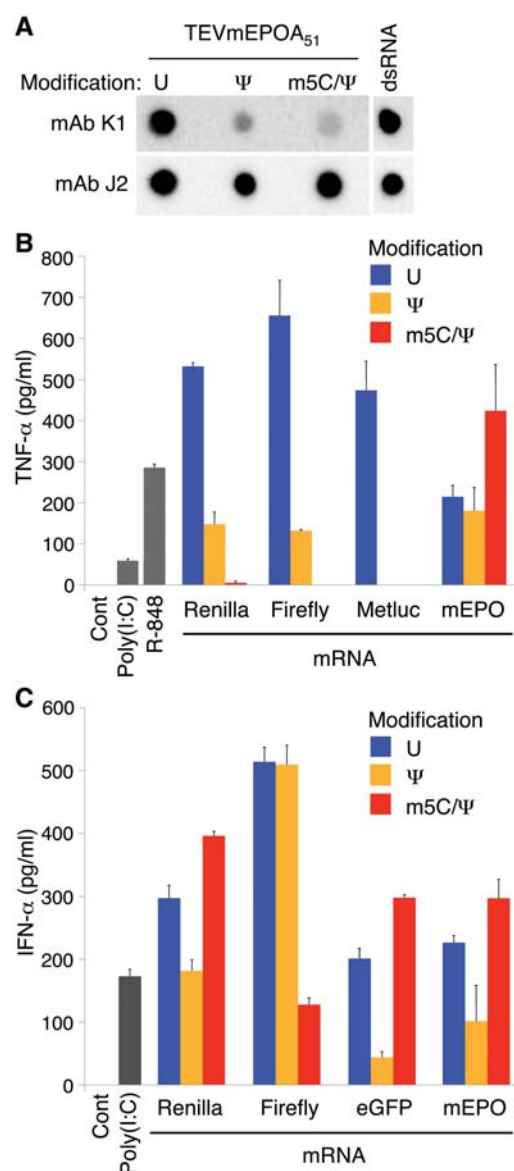 A
TEVmEPOA51
Modification: U Ψ m5C/Ψ dsRNA
mAb K1
mAb J2
B
800
700
600
500
400
300
200
100
0
TNF-α (pg/ml)
Modification
U
Ψ
m5C/Ψ
Cont
Poly(I:C)
R-848
Renilla Firefly Metluc mEPO
mRNA
C
600
500
400
300
200
100
0
IFN-α (pg/ml)
Modification
U
Ψ
m5C/Ψ
Cont
Poly(I:C)
Renilla Firefly eGFP mEPO
mRNA